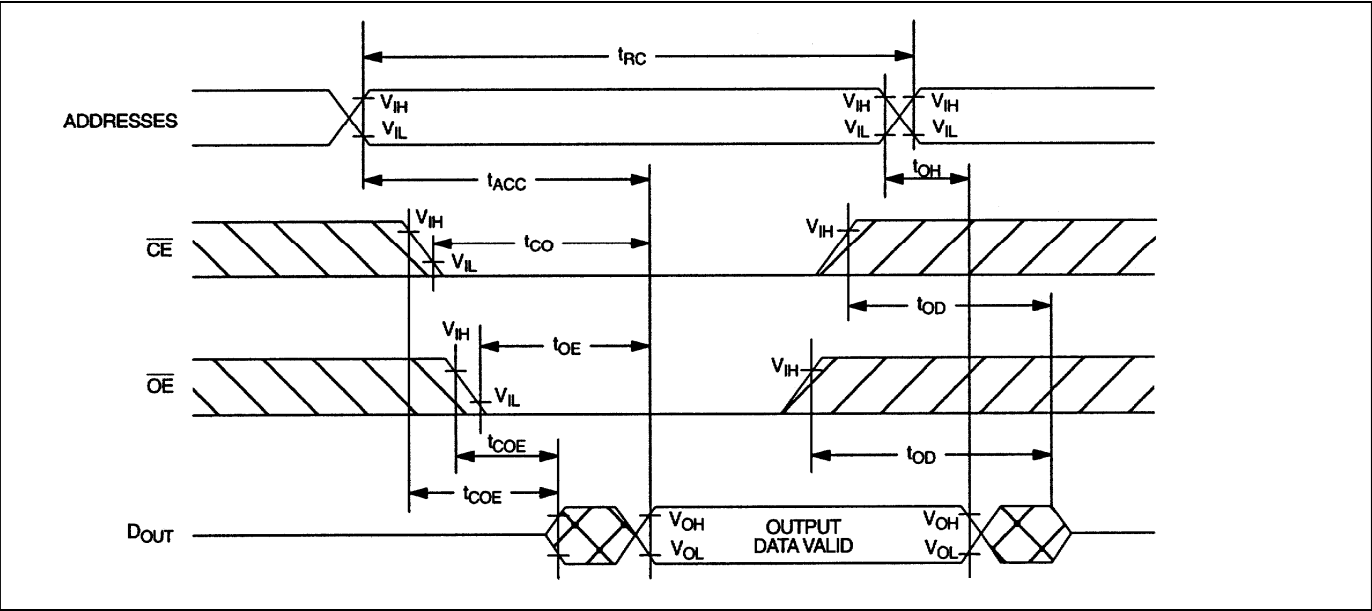 tRC
ADDRESSES
VIH
VIL
VIH
VIL
VIH
VIL
tACC
tOH
CE
VIH
VIL
tCO
VIH
tOD
OE
VIH
VIL
tOE
VIH
tCOE
tOD
tCOE
DOUT
VOH
VOL
OUTPUT
DATA VALID
VOH
VOL